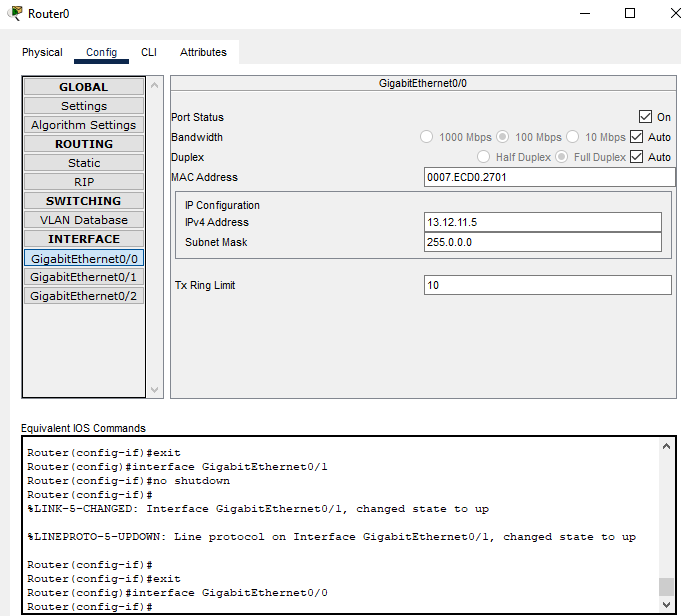 Router0
Physical Config CLI Attributes
GLOBAL
Settings
Algorithm Settings
ROUTING
Static
RIP
SWITCHING
VLAN Database
INTERFACE
GigabitEthernet0/0
GigabitEthernet0/1
GigabitEthernet0/2
GigabitEthernet0/0
Port Status On
Bandwidth 1000 Mbps 100 Mbps 10 Mbps Auto
Duplex Half Duplex Full Duplex Auto
MAC Address 0007.ECD0.2701
IP Configuration
IPv4 Address 13.12.11.5
Subnet Mask 255.0.0.0
Tx Ring Limit 10
Equivalent IOS Commands
Router(config-if)#exit
Router(config)#interface GigabitEthernet0/1
Router(config-if)#no shutdown
Router(config-if)#
%LINK-5-CHANGED: Interface GigabitEthernet0/1, changed state to up
%LINEPROTO-5-UPDOWN: Line protocol on Interface GigabitEthernet0/1, changed state to up
Router(config-if)#
Router(config-if)#exit
Router(config)#interface GigabitEthernet0/0
Router(config-if)#